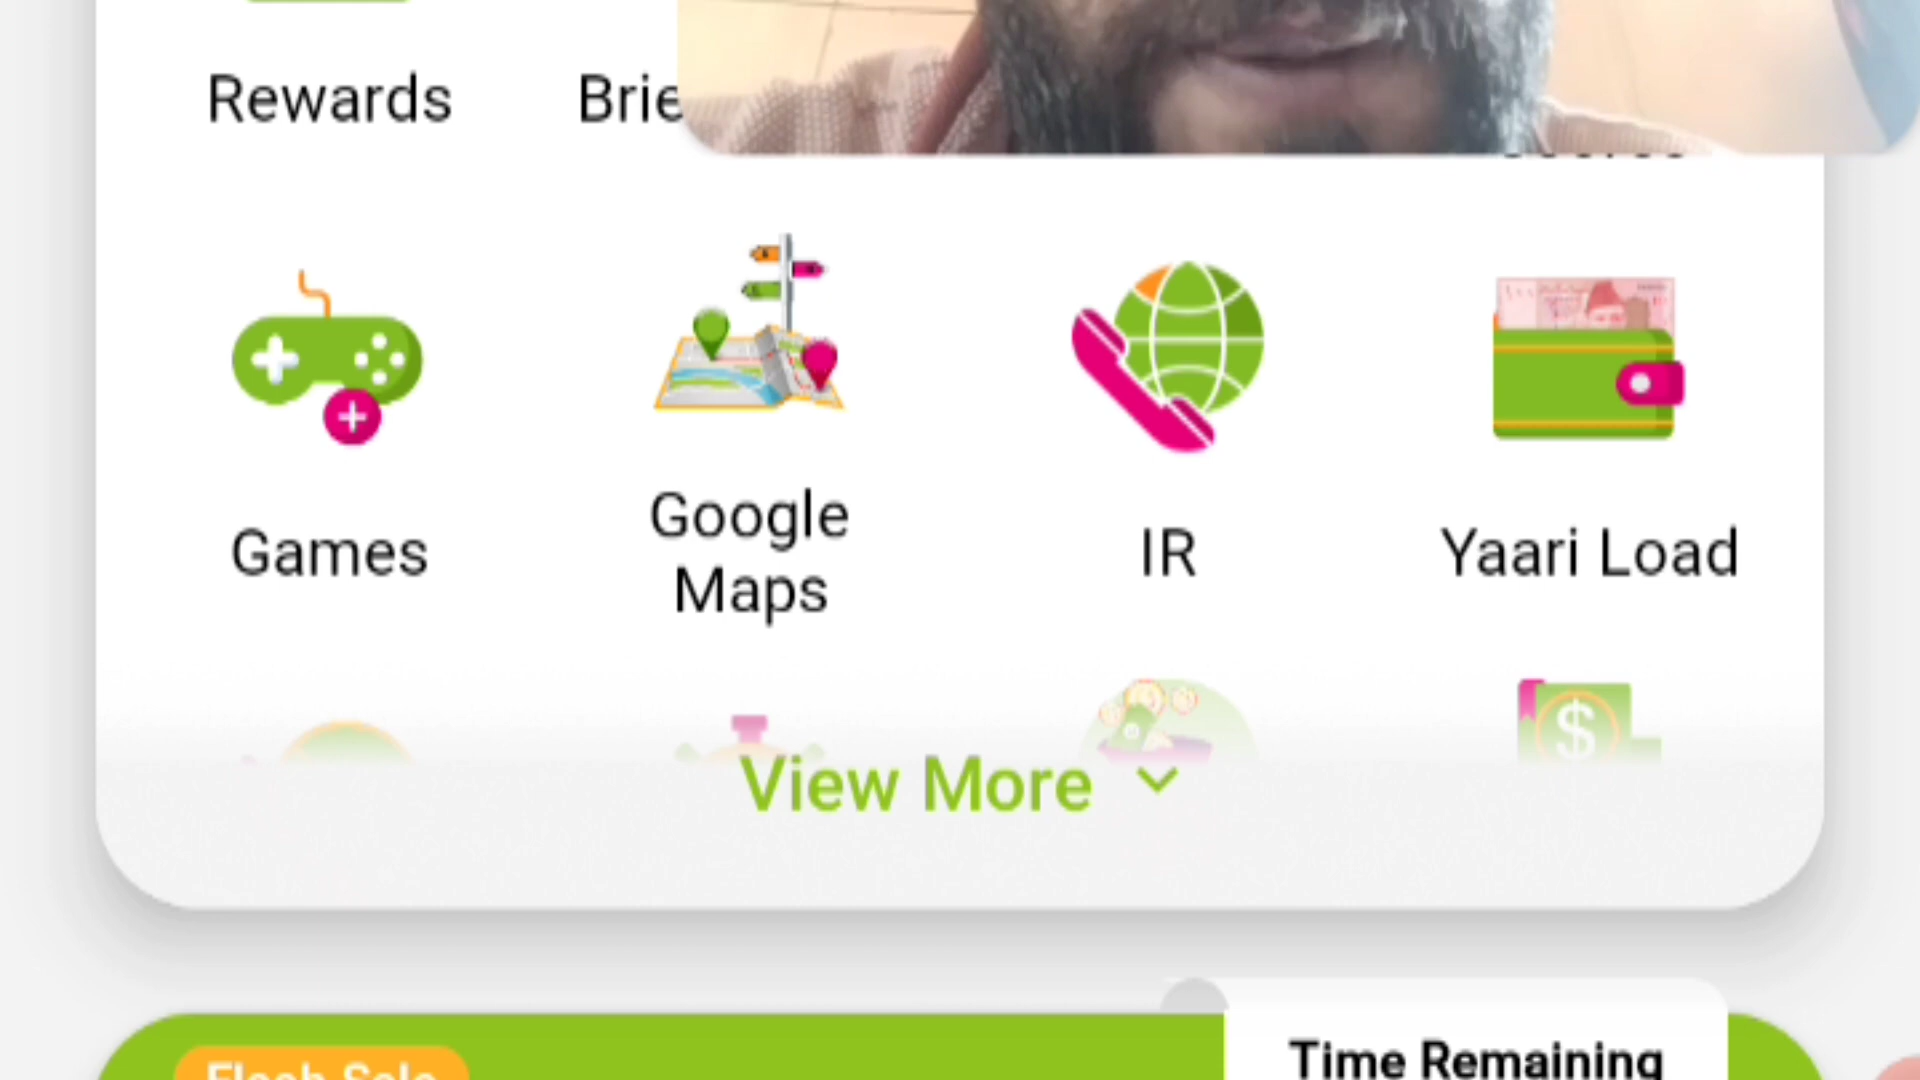 Rewards
Brie
Games
Google
Maps
IR
Yaari Load
$
View More
Flash Sale
Time Remaining